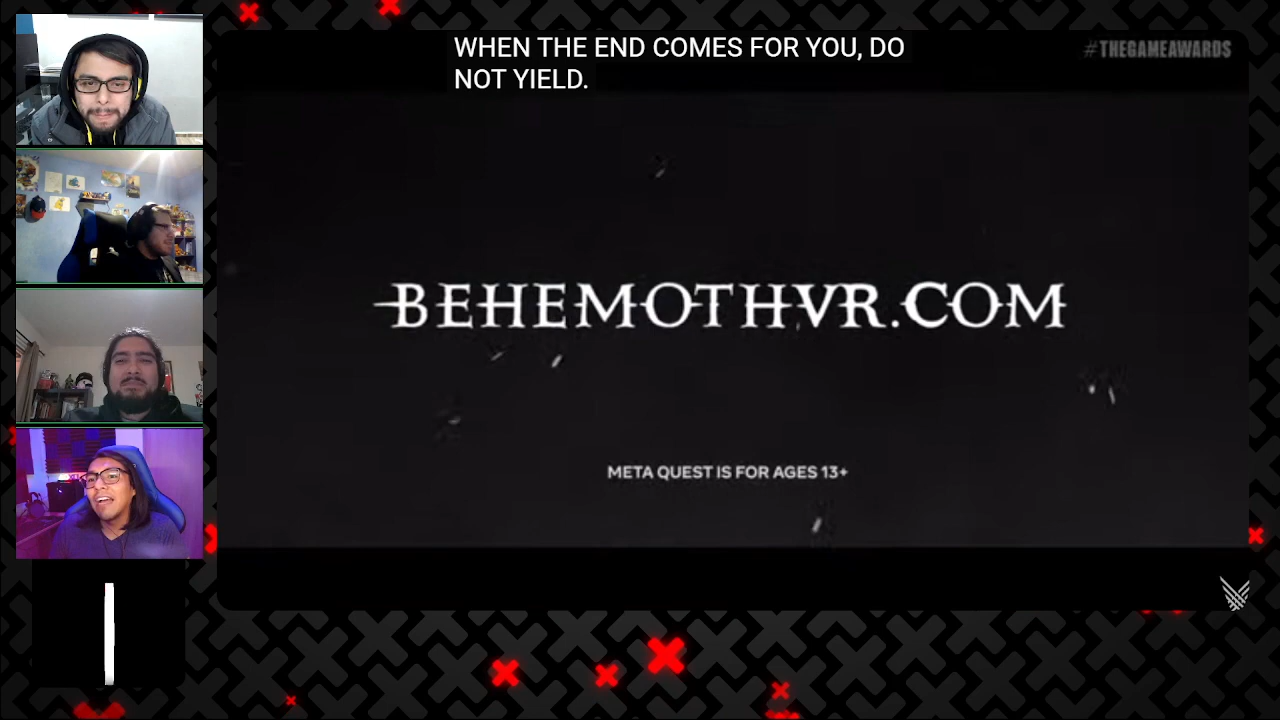 WHEN THE END COMES FOR YOU, DO
NOT YIELD.
#THEGAMEAWARDS
BEHEMOTHVR.COM
META QUEST IS FOR AGES 13+